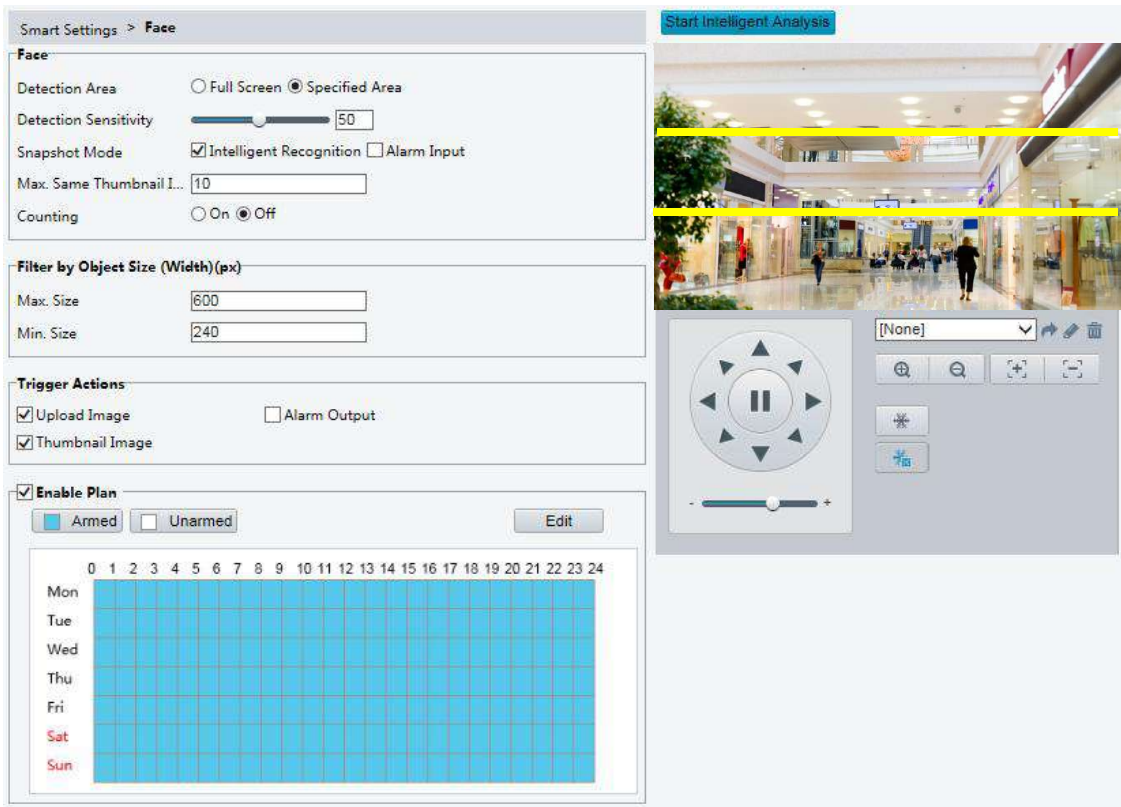 Smart Settings > Face
Start Intelligent Analysis
Face
Detection Area Full Screen Specified Area
Detection Sensitivity 50
Snapshot Mode Intelligent Recognition Alarm Input
Max. Same Thumbnail I... 10
Counting On Off
Filter by Object Size (Width)(px)
Max. Size 600
Min. Size 240
[None]
Trigger Actions
Upload Image Alarm Output
Thumbnail Image
- +
Enable Plan
Armed Unarmed Edit
0 1 2 3 4 5 6 7 8 9 10 11 12 13 14 15 16 17 18 19 20 21 22 23 24
Mon
Tue
Wed
Thu
Fri
Sat
Sun